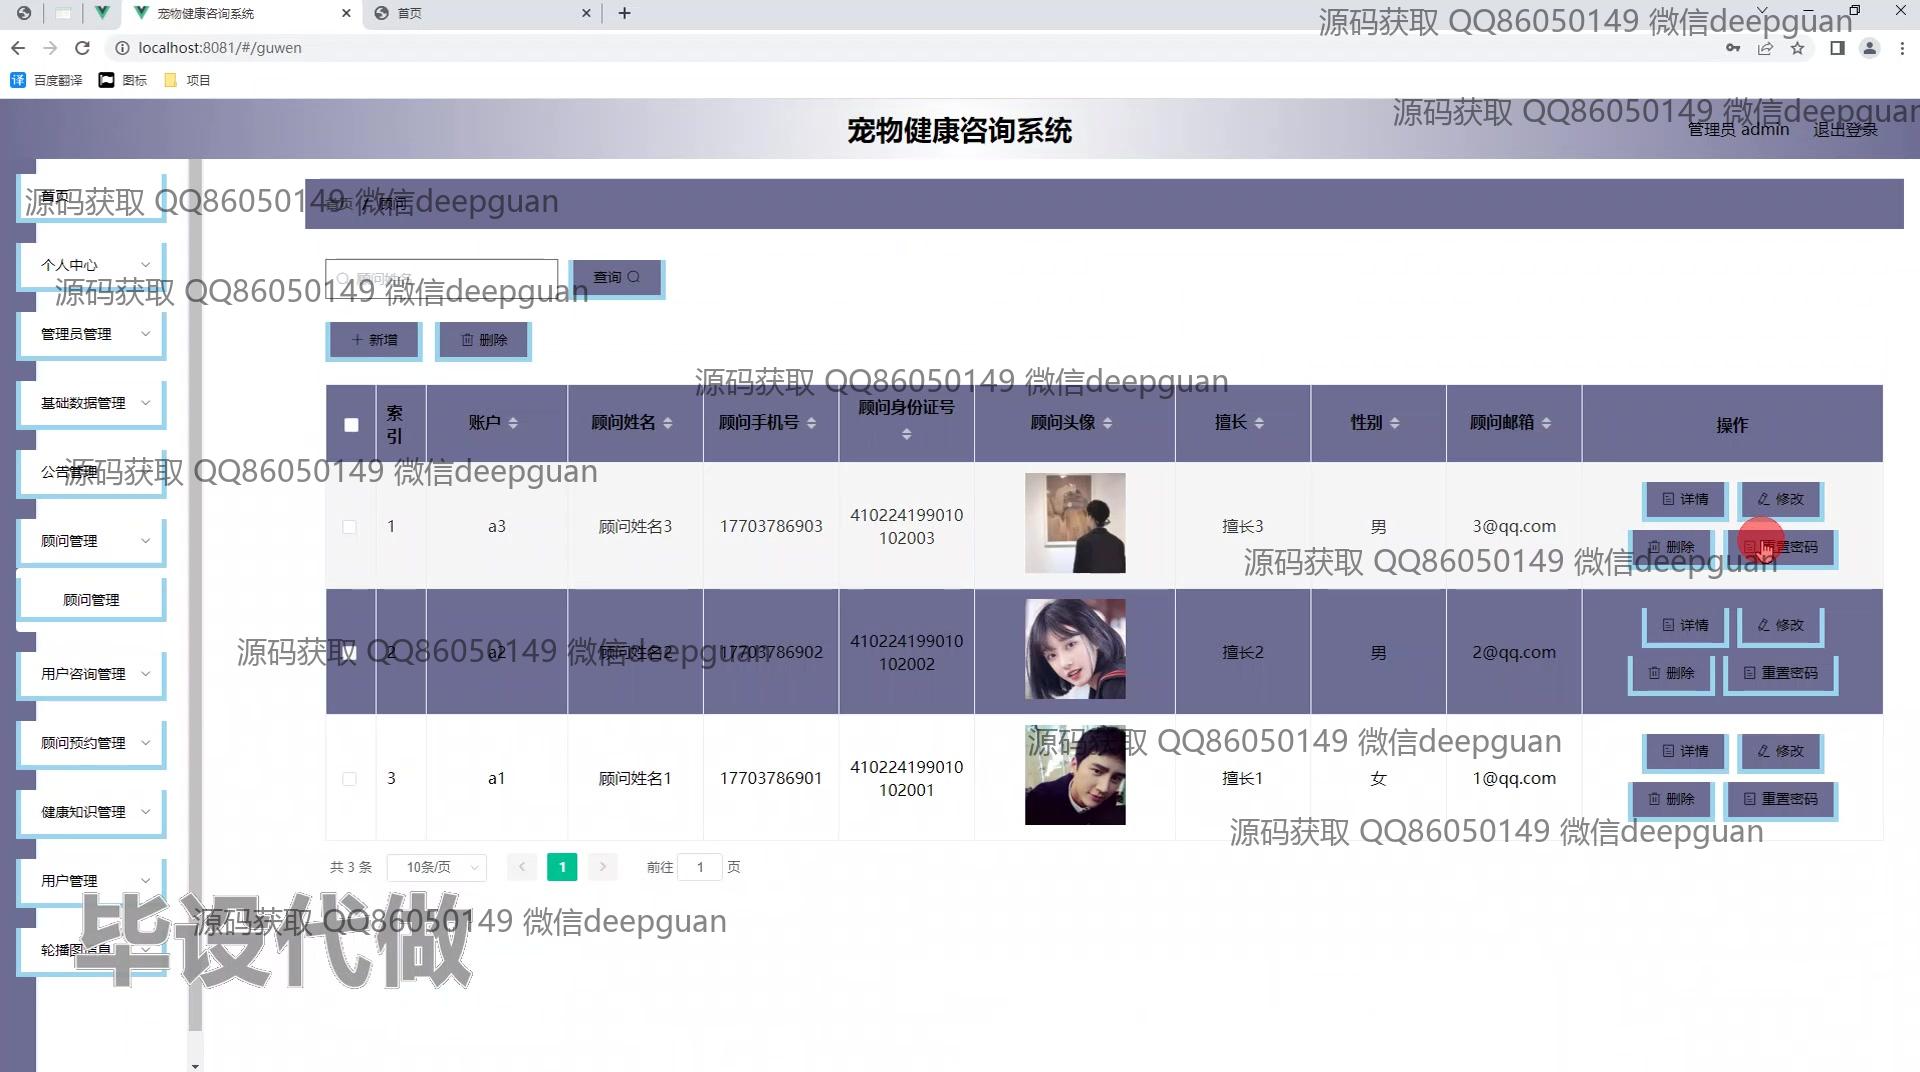 宠物健康咨询系统
首页
源码获取 QQ86050149 微信deepguan
localhost:8081/#/guwen
百度翻译
图标
项目
宠物健康咨询系统
源码获取 QQ86050149 微信deepguan
管理员 admin
退出登录
首页
源码获取 QQ86050149 微信deepguan
首页 / 顾问
个人中心
顾问姓名
查询
源码获取 QQ86050149 微信deepguan
管理员管理
新增
删除
源码获取 QQ86050149 微信deepguan
基础数据管理
索引
账户
顾问姓名
顾问手机号
顾问身份证号
顾问头像
擅长
性别
顾问邮箱
操作
公告管理
源码获取 QQ86050149 微信deepguan
顾问管理
1
a3
顾问姓名3
17703786903
410224199010
102003
擅长3
男
3@qq.com
详情
修改
删除
重置密码
源码获取 QQ86050149 微信deepguan
顾问管理
2
a2
顾问姓名2
17703786902
410224199010
102002
擅长2
男
2@qq.com
详情
修改
删除
重置密码
源码获取 QQ86050149 微信deepguan
用户咨询管理
顾问预约管理
3
a1
顾问姓名1
17703786901
410224199010
102001
擅长1
女
1@qq.com
详情
修改
删除
重置密码
源码获取 QQ86050149 微信deepguan
健康知识管理
源码获取 QQ86050149 微信deepguan
共 3 条
10条/页
1
前往 1 页
用户管理
源码获取 QQ86050149 微信deepguan
轮播图信息
毕设代做